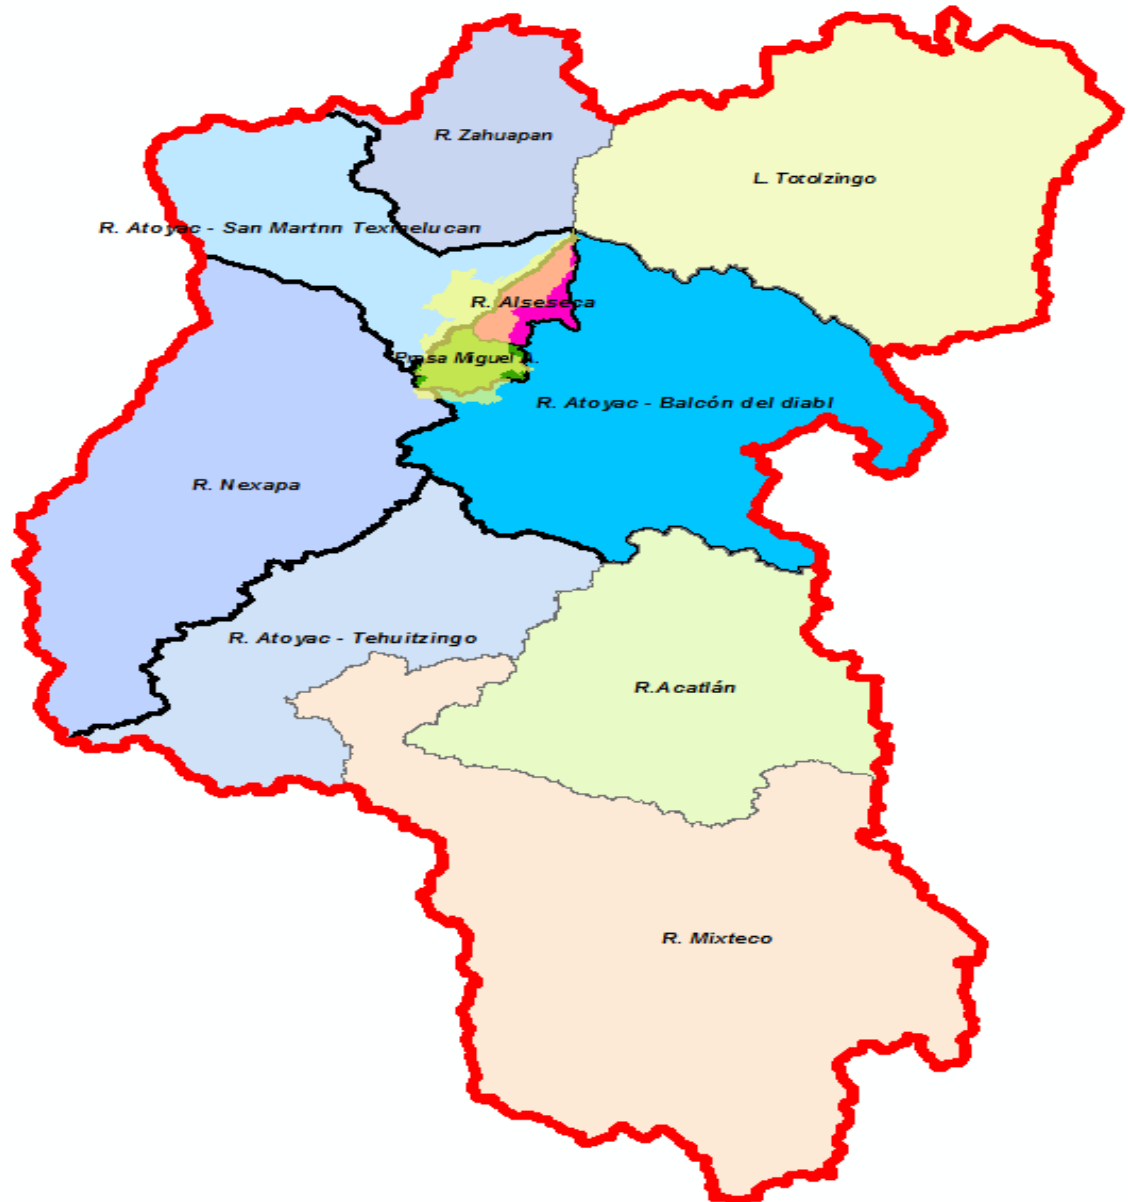 R. Zahuapan
L. Totolzingo
R. Atoyac - San Martnn Texmelucan
R. Alseseca
Presa Miguel A.
R. Atoyac - Balcón del diabl
R. Nexapa
R. Atoyac - Tehuitzingo
R.Acatlán
R. Mixteco